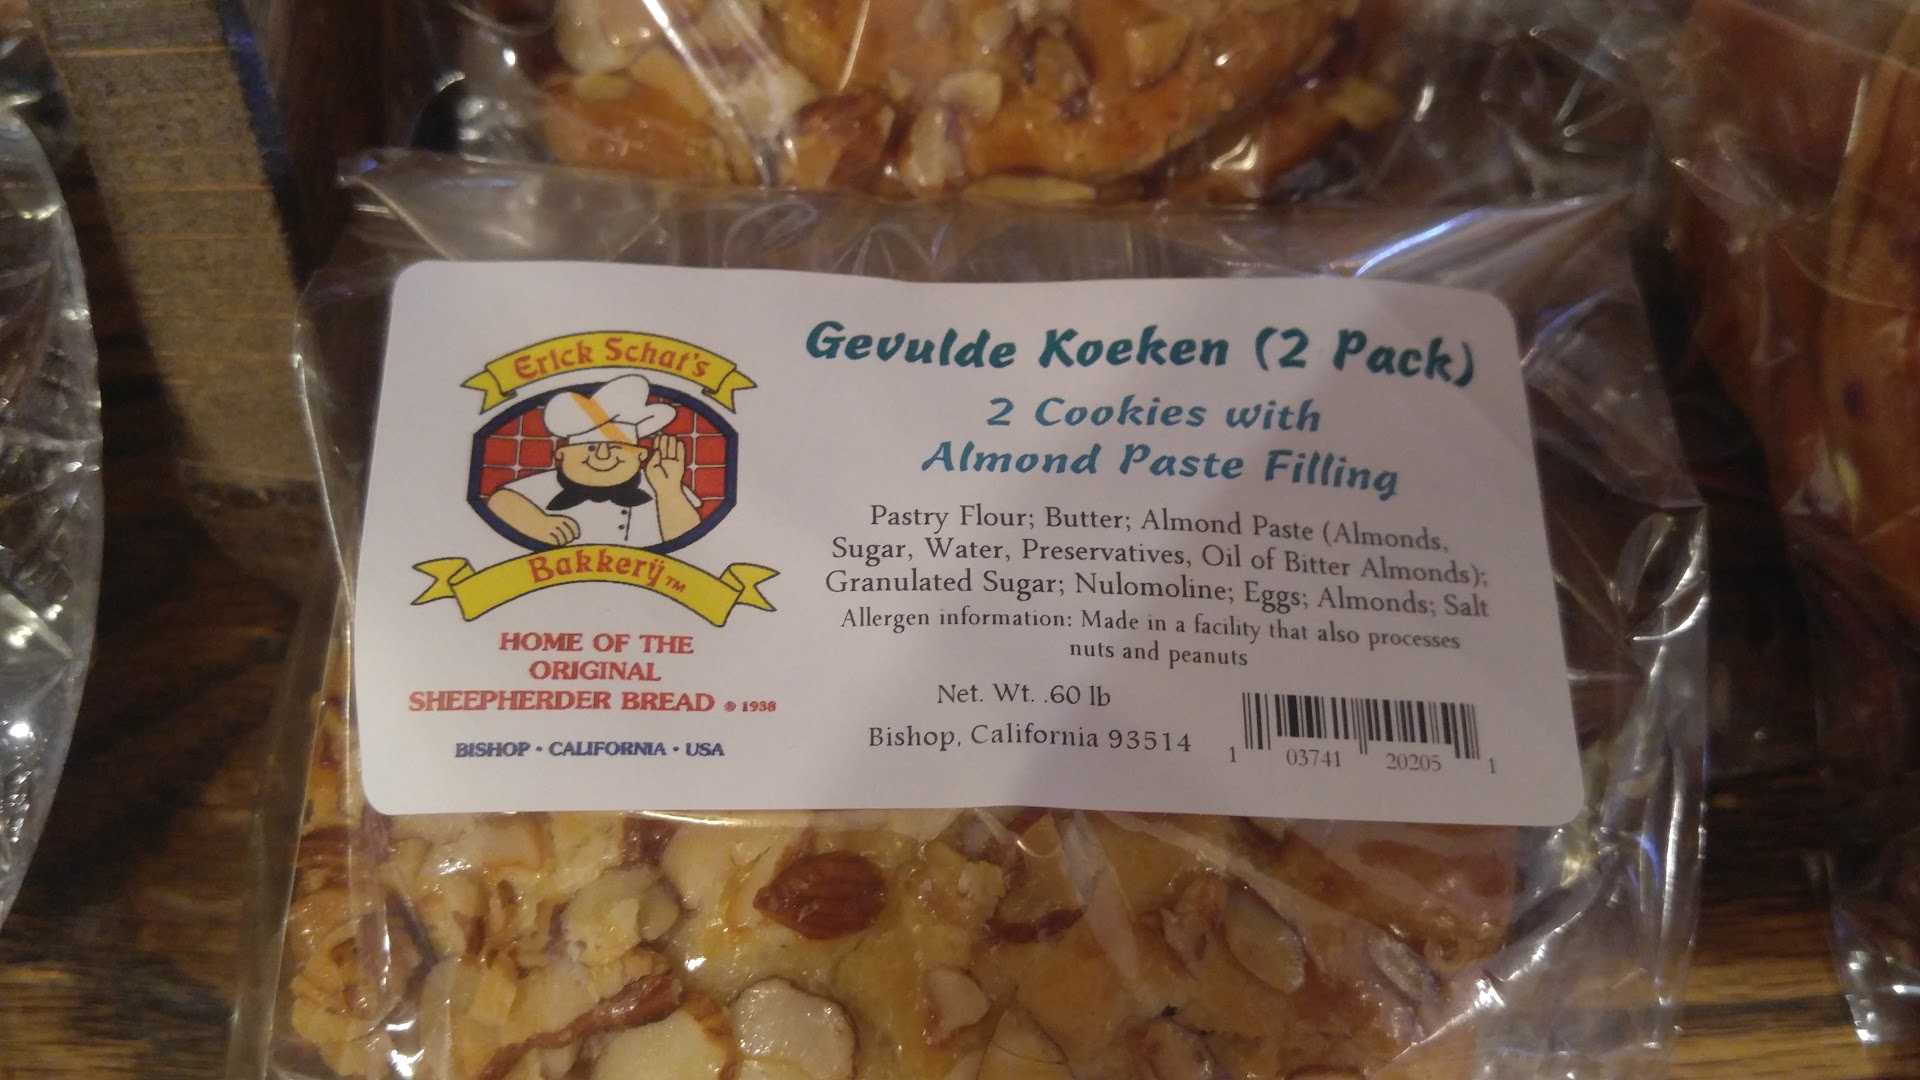 Erick Schat's
Bakkerÿ™
HOME OF THE
ORIGINAL
SHEEPHERDER BREAD ® 1938
BISHOP • CALIFORNIA • USA
Gevulde Koeken (2 Pack)
2 Cookies with
Almond Paste Filling
Pastry Flour; Butter; Almond Paste (Almonds,
Sugar, Water, Preservatives, Oil of Bitter Almonds);
Granulated Sugar; Nulomoline; Eggs; Almonds; Salt
Allergen information: Made in a facility that also processes
nuts and peanuts
Net. Wt. .60 lb
Bishop, California 93514
1 03741 20205 1